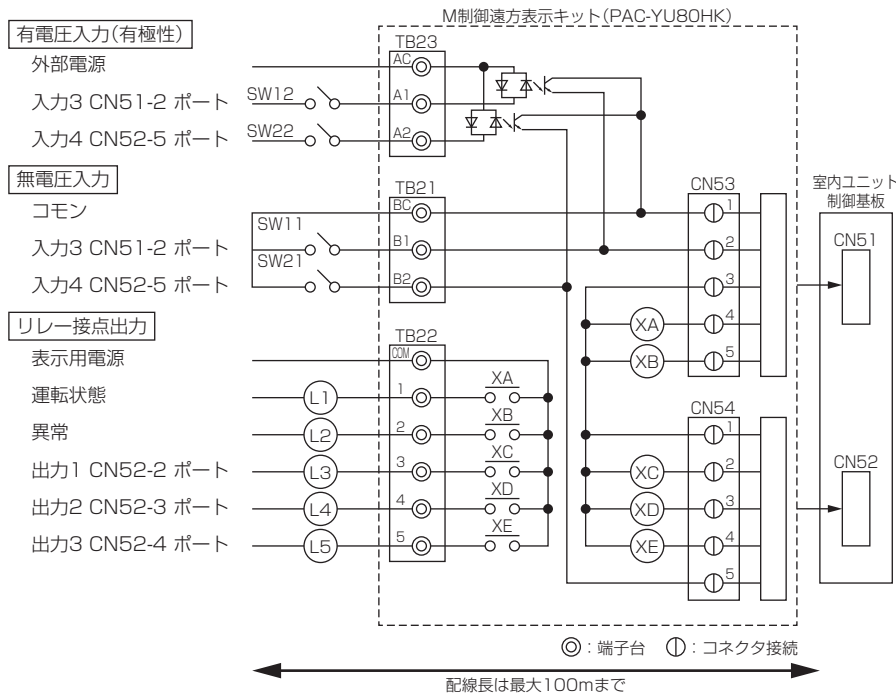 M制御遠方表示キット(PAC-YU80HK)
有電圧入力(有極性)
外部電源
入力3 CN51-2 ポート
SW12
入力4 CN52-5 ポート
SW22
TB23
AC
A1
A2
無電圧入力
コモン
SW11
入力3 CN51-2 ポート
SW21
入力4 CN52-5 ポート
TB21
BC
B1
B2
CN53
1
2
3
XA
4
XB
5
室内ユニット
制御基板
CN51
リレー接点出力
表示用電源
運転状態
L1
異常
L2
出力1 CN52-2 ポート
L3
出力2 CN52-3 ポート
L4
出力3 CN52-4 ポート
L5
TB22
COM
1
XA
2
XB
3
XC
4
XD
5
XE
CN54
1
XC
2
XD
3
XE
4
5
CN52
◎:端子台 ⏀:コネクタ接続
配線長は最大100mまで